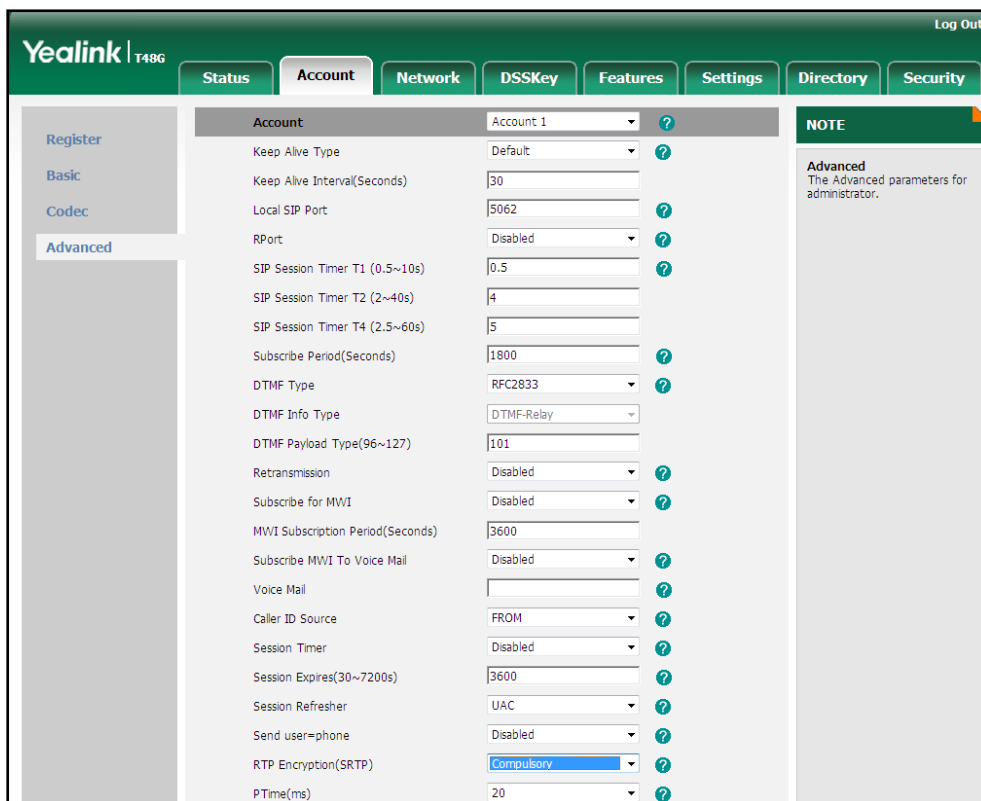 Log Out
Yealink | T48G
Status Account Network DSSKey Features Settings Directory Security
Register
Basic
Codec
Advanced
Account Account 1 ?
Keep Alive Type Default ?
Keep Alive Interval(Seconds) 30
Local SIP Port 5062 ?
RPort Disabled ?
SIP Session Timer T1 (0.5~10s) 0.5 ?
SIP Session Timer T2 (2~40s) 4
SIP Session Timer T4 (2.5~60s) 5
Subscribe Period(Seconds) 1800 ?
DTMF Type RFC2833 ?
DTMF Info Type DTMF-Relay
DTMF Payload Type(96~127) 101
Retransmission Disabled ?
Subscribe for MWI Disabled ?
MWI Subscription Period(Seconds) 3600
Subscribe MWI To Voice Mail Disabled ?
Voice Mail ?
Caller ID Source FROM ?
Session Timer Disabled ?
Session Expires(30~7200s) 3600 ?
Session Refresher UAC ?
Send user=phone Disabled ?
RTP Encryption(SRTP) Compulsory ?
PTime(ms) 20 ?
NOTE
Advanced
The Advanced parameters for
administrator.